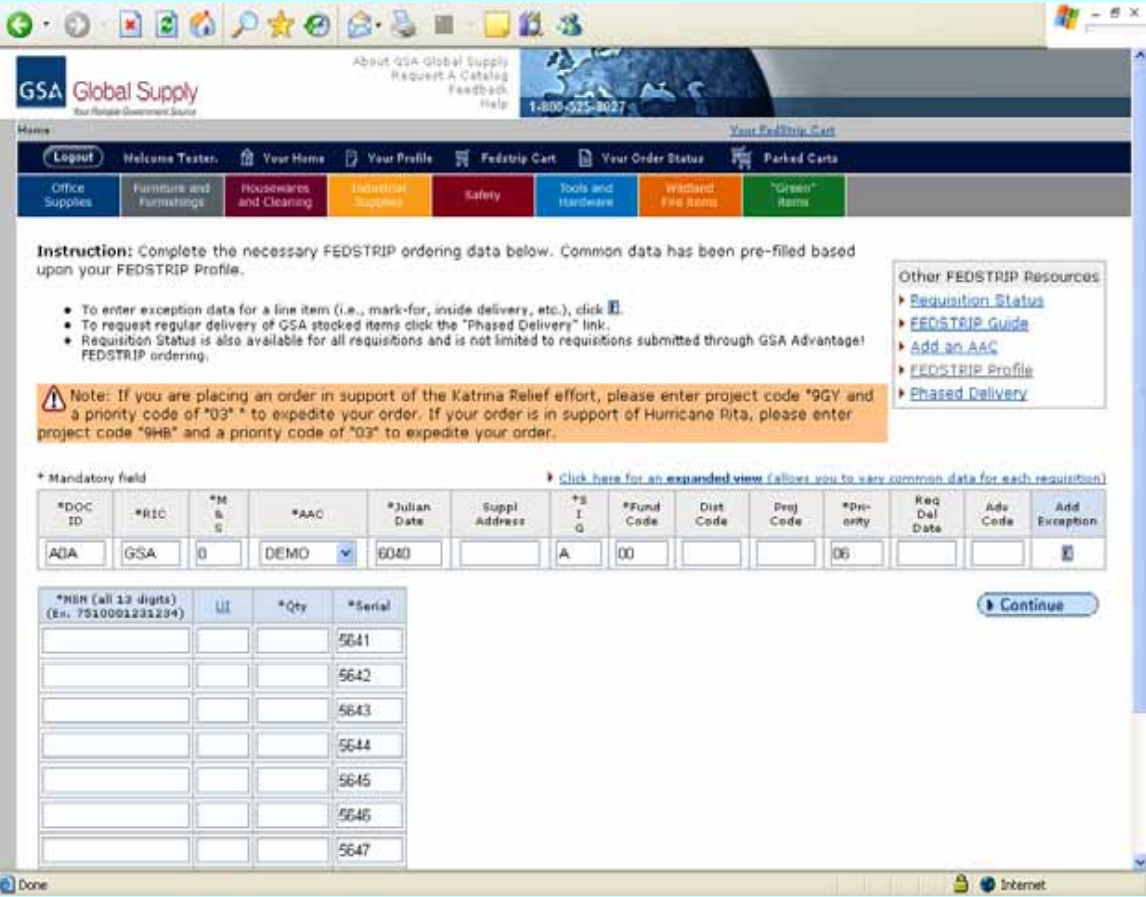 GSA Global Supply
Your Reliable Government Source
About GSA Global Supply
Request A Catalog
Feedback
Help
1-800-525-8027
Home
Your FedStrip Cart
Logout Welcome Tester. Your Home Your Profile Fedstrip Cart Your Order Status Parked Carts
Office Supplies
Furniture and Furnishings
Housewares and Cleaning
Industrial Supplies
Safety
Tools and Hardware
Wildland Fire Items
"Green" Items
Instruction: Complete the necessary FEDSTRIP ordering data below. Common data has been pre-filled based
upon your FEDSTRIP Profile.
• To enter exception data for a line item (i.e., mark-for, inside delivery, etc.), click E.
• To request regular delivery of GSA stocked items click the "Phased Delivery" link.
• Requisition Status is also available for all requisitions and is not limited to requisitions submitted through GSA Advantage!
FEDSTRIP ordering.
Other FEDSTRIP Resources
Requisition Status
FEDSTRIP Guide
Add an AAC
FEDSTRIP Profile
Phased Delivery
Note: If you are placing an order in support of the Katrina Relief effort, please enter project code "9GY and
a priority code of "03" " to expedite your order. If your order is in support of Hurricane Rita, please enter
project code "9HB" and a priority code of "03" to expedite your order.
* Mandatory field
Click here for an expanded view (allows you to vary common data for each requisition)
*DOC ID *RIC *M & S *AAC *Julian Date Suppl Address *S I G *Fund Code Dist Code Proj Code *Pri-ority Req Del Date Adv Code Add Exception
A0A GSA 0 DEMO 6040 A 00 06 E
*NSN (all 13 digits)
(Ex. 7510001231234)
UI *Qty *Serial
Continue
5641
5642
5643
5644
5645
5646
5647
Done
Internet